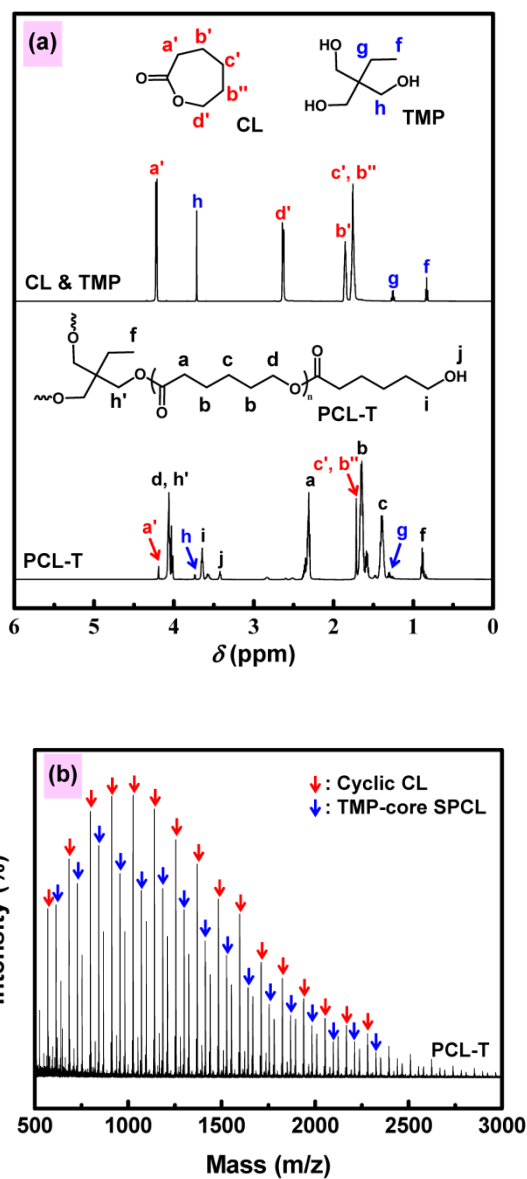 (a)
b'
a'
c'
O
b''
O
d'
CL
f
g
HO
OH
HO
h
TMP
a'
h
d'
c', b''
b'
g
f
CL & TMP
O
f
O
O
h'
O
a
c
d
b
b
O
O
n
O
j
OH
i
PCL-T
d, h'
a'
h
i
j
a
c', b''
b
c
g
f
PCL-T
6 5 4 3 2 1 0
δ (ppm)
(b)
↓: Cyclic CL
↓: TMP-core SPCL
PCL-T
500 1000 1500 2000 2500 3000
Mass (m/z)